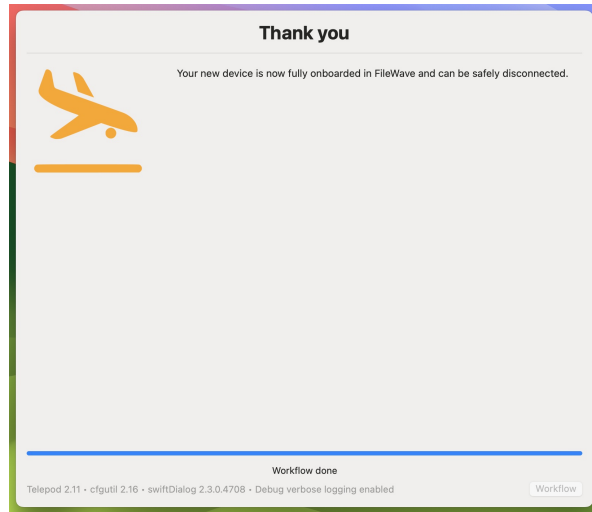 Thank you
Your new device is now fully onboarded in FileWave and can be safely disconnected.
Workflow done
Telepod 2.11 • cfgutil 2.16 • swiftDialog 2.3.0.4708 • Debug verbose logging enabled
Workflow